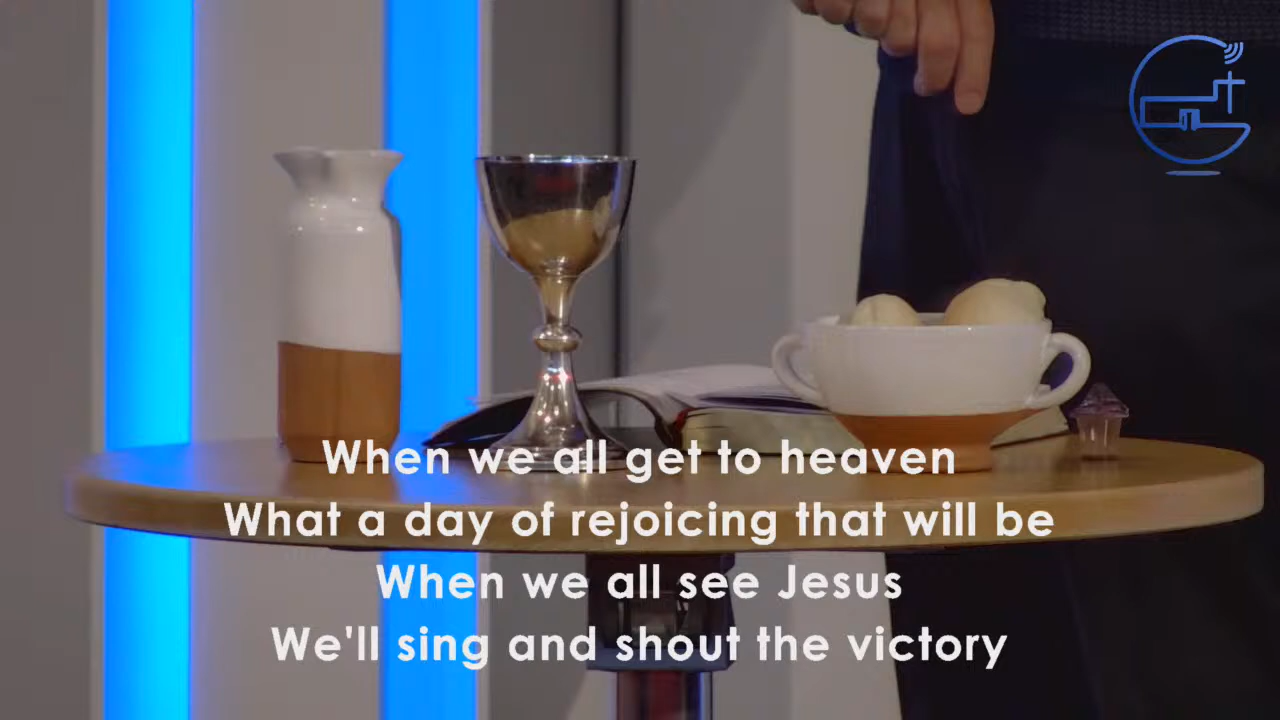 When we all get to heaven
What a day of rejoicing that will be
When we all see Jesus
We'll sing and shout the victory